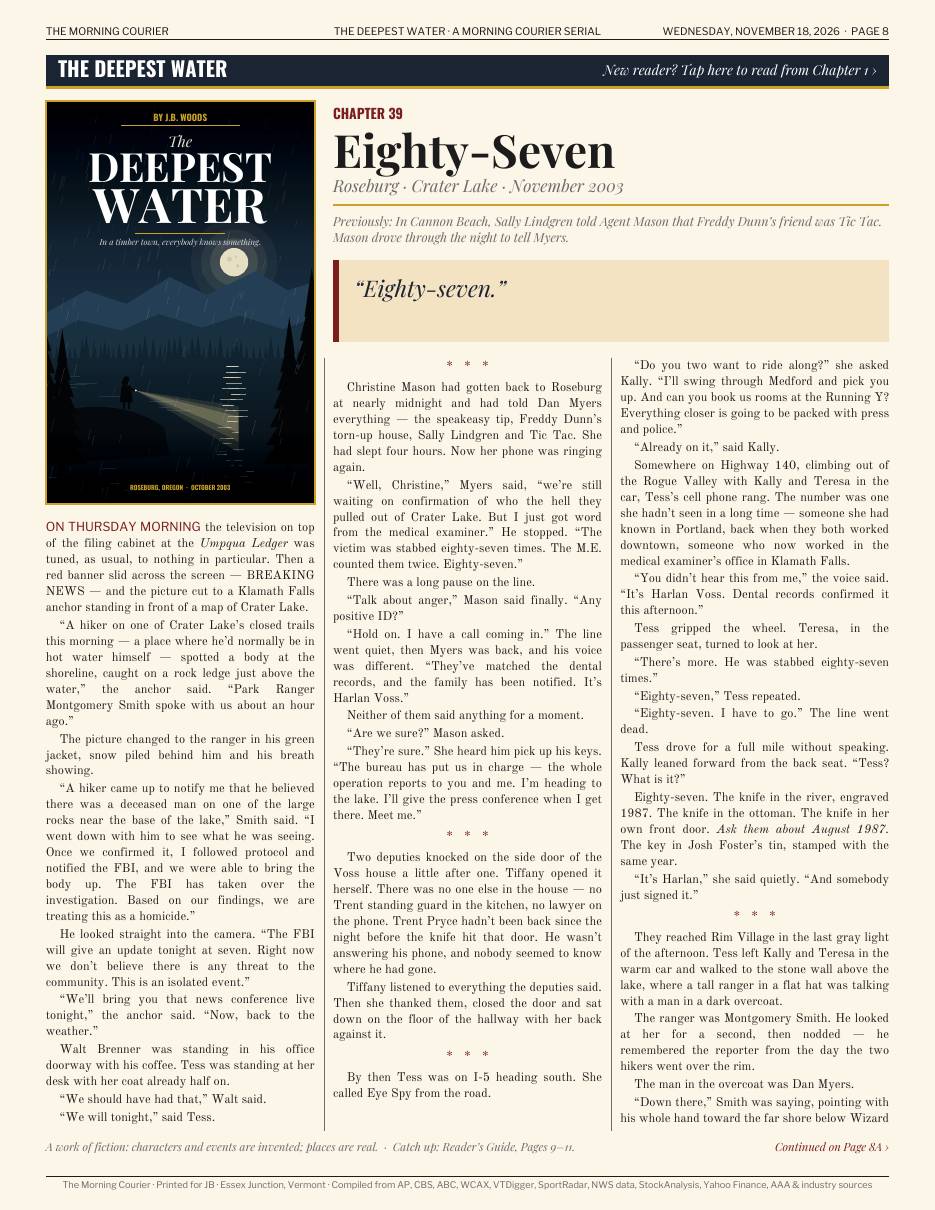 THE MORNING COURIER
THE DEEPEST WATER · A MORNING COURIER SERIAL
WEDNESDAY, NOVEMBER 18, 2026 · PAGE 8
THE DEEPEST WATER
New reader? Tap here to read from Chapter 1 ›
BY J.B. WOODS
The
DEEPEST
WATER
In a timber town, everybody knows something.
ROSEBURG, OREGON · OCTOBER 2003
CHAPTER 39
Eighty-Seven
Roseburg · Crater Lake · November 2003
Previously: In Cannon Beach, Sally Lindgren told Agent Mason that Freddy Dunn’s friend was Tic Tac.
Mason drove through the night to tell Myers.
“Eighty-seven.”
ON THURSDAY MORNING the television on top
of the filing cabinet at the Umpqua Ledger was
tuned, as usual, to nothing in particular. Then a
red banner slid across the screen — BREAKING
NEWS — and the picture cut to a Klamath Falls
anchor standing in front of a map of Crater Lake.
“A hiker on one of Crater Lake’s closed trails
this morning — a place where he’d normally be in
hot water himself — spotted a body at the
shoreline, caught on a rock ledge just above the
water,” the anchor said. “Park Ranger
Montgomery Smith spoke with us about an hour
ago.”
The picture changed to the ranger in his green
jacket, snow piled behind him and his breath
showing.
“A hiker came up to notify me that he believed
there was a deceased man on one of the large
rocks near the base of the lake,” Smith said. “I
went down with him to see what he was seeing.
Once we confirmed it, I followed protocol and
notified the FBI, and we were able to bring the
body up. The FBI has taken over the
investigation. Based on our findings, we are
treating this as a homicide.”
He looked straight into the camera. “The FBI
will give an update tonight at seven. Right now
we don’t believe there is any threat to the
community. This is an isolated event.”
“We’ll bring you that news conference live
tonight,” the anchor said. “Now, back to the
weather.”
Walt Brenner was standing in his office
doorway with his coffee. Tess was standing at her
desk with her coat already half on.
“We should have had that,” Walt said.
“We will tonight,” said Tess.
* * *
Christine Mason had gotten back to Roseburg
at nearly midnight and had told Dan Myers
everything — the speakeasy tip, Freddy Dunn’s
torn-up house, Sally Lindgren and Tic Tac. She
had slept four hours. Now her phone was ringing
again.
“Well, Christine,” Myers said, “we’re still
waiting on confirmation of who the hell they
pulled out of Crater Lake. But I just got word
from the medical examiner.” He stopped. “The
victim was stabbed eighty-seven times. The M.E.
counted them twice. Eighty-seven.”
There was a long pause on the line.
“Talk about anger,” Mason said finally. “Any
positive ID?”
“Hold on. I have a call coming in.” The line
went quiet, then Myers was back, and his voice
was different. “They’ve matched the dental
records, and the family has been notified. It’s
Harlan Voss.”
Neither of them said anything for a moment.
“Are we sure?” Mason asked.
“They’re sure.” She heard him pick up his keys.
“The bureau has put us in charge — the whole
operation reports to you and me. I’m heading to
the lake. I’ll give the press conference when I get
there. Meet me.”
* * *
Two deputies knocked on the side door of the
Voss house a little after one. Tiffany opened it
herself. There was no one else in the house — no
Trent standing guard in the kitchen, no lawyer on
the phone. Trent Pryce hadn’t been back since the
night before the knife hit that door. He wasn’t
answering his phone, and nobody seemed to know
where he had gone.
Tiffany listened to everything the deputies said.
Then she thanked them, closed the door and sat
down on the floor of the hallway with her back
against it.
* * *
By then Tess was on I-5 heading south. She
called Eye Spy from the road.
“Do you two want to ride along?” she asked
Kally. “I’ll swing through Medford and pick you
up. And can you book us rooms at the Running Y?
Everything closer is going to be packed with press
and police.”
“Already on it,” said Kally.
Somewhere on Highway 140, climbing out of
the Rogue Valley with Kally and Teresa in the
car, Tess’s cell phone rang. The number was one
she hadn’t seen in a long time — someone she had
known in Portland, back when they both worked
downtown, someone who now worked in the
medical examiner’s office in Klamath Falls.
“You didn’t hear this from me,” the voice said.
“It’s Harlan Voss. Dental records confirmed it
this afternoon.”
Tess gripped the wheel. Teresa, in the
passenger seat, turned to look at her.
“There’s more. He was stabbed eighty-seven
times.”
“Eighty-seven,” Tess repeated.
“Eighty-seven. I have to go.” The line went
dead.
Tess drove for a full mile without speaking.
Kally leaned forward from the back seat. “Tess?
What is it?”
Eighty-seven. The knife in the river, engraved
1987. The knife in the ottoman. The knife in her
own front door. Ask them about August 1987.
The key in Josh Foster’s tin, stamped with the
same year.
“It’s Harlan,” she said quietly. “And somebody
just signed it.”
* * *
They reached Rim Village in the last gray light
of the afternoon. Tess left Kally and Teresa in the
warm car and walked to the stone wall above the
lake, where a tall ranger in a flat hat was talking
with a man in a dark overcoat.
The ranger was Montgomery Smith. He looked
at her for a second, then nodded — he
remembered the reporter from the day the two
hikers went over the rim.
The man in the overcoat was Dan Myers.
“Down there,” Smith was saying, pointing with
his whole hand toward the far shore below Wizard
A work of fiction: characters and events are invented; places are real. · Catch up: Reader’s Guide, Pages 9–11.
Continued on Page 8A ›
The Morning Courier · Printed for JB · Essex Junction, Vermont · Compiled from AP, CBS, ABC, WCAX, VTDigger, SportRadar, NWS data, StockAnalysis, Yahoo Finance, AAA & industry sources